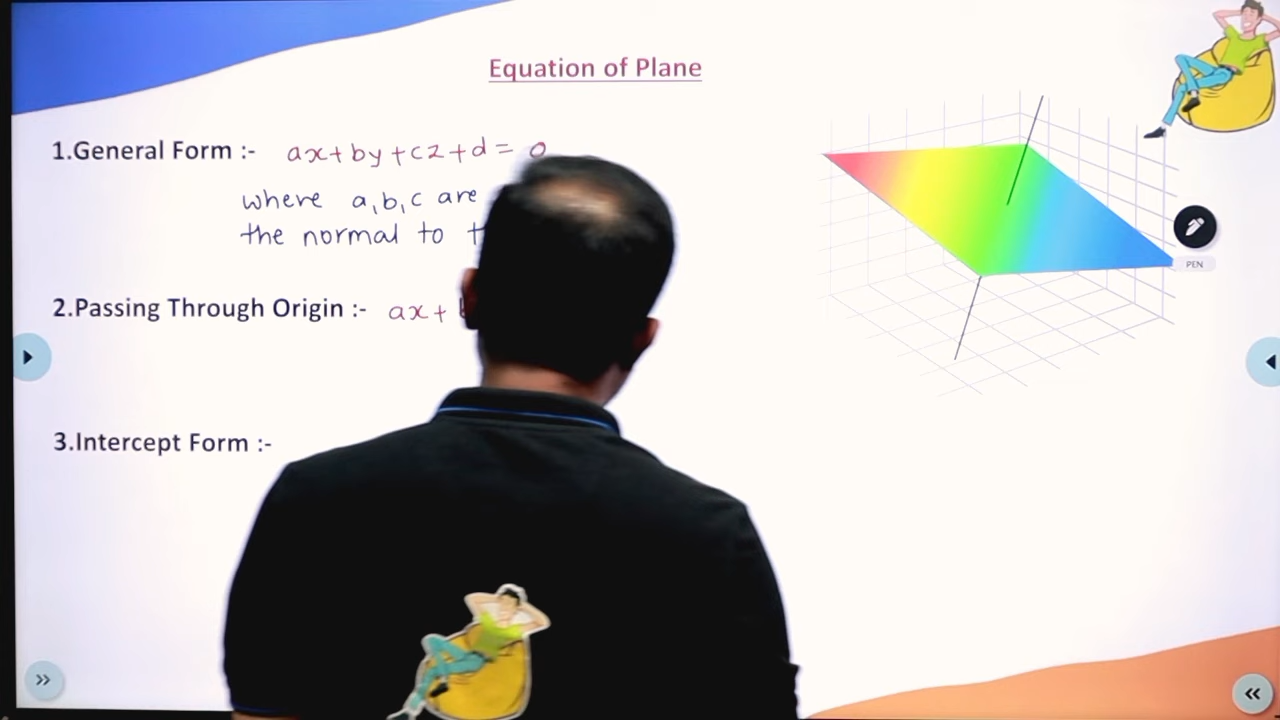 Equation of Plane
1.General Form :- ax+by+cz+d=0
where a,b,c are
the normal to
2.Passing Through Origin :- ax+
3.Intercept Form :-
PEN